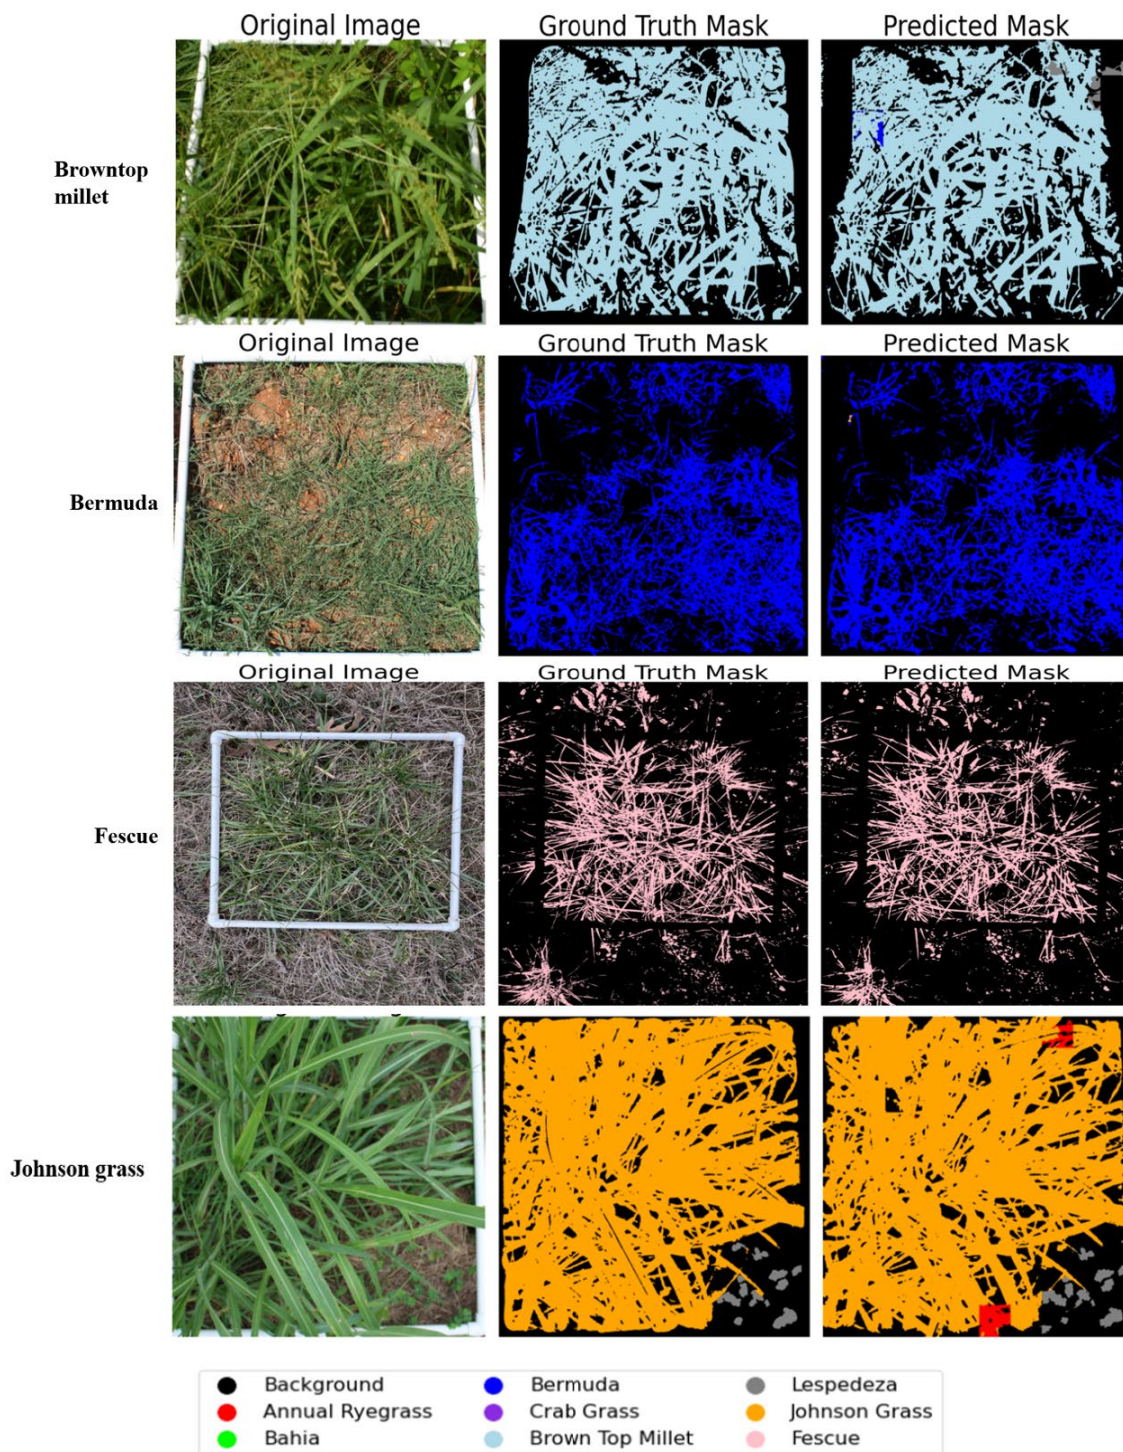 Original Image Ground Truth Mask Predicted Mask
Browntop
millet
Original Image Ground Truth Mask Predicted Mask
Bermuda
Original Image Ground Truth Mask Predicted Mask
Fescue
Johnson grass
Background Bermuda Lespedeza
Annual Ryegrass Crab Grass Johnson Grass
Bahia Brown Top Millet Fescue